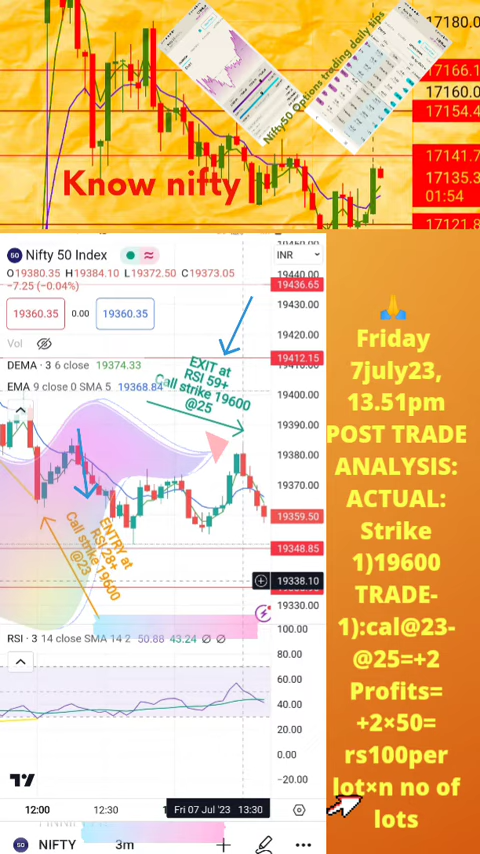 17180.0
Nifty50 Options trading daily tips
17166.1
17160.0
17154.4
17141.7
17135.3
01:54
17121.8
Know nifty
50 Nifty 50 Index
INR
O19380.35 H19384.10 L19372.50 C19373.05
−7.25 (−0.04%)
19360.35 0.00 19360.35
Vol
DEMA · 3 6 close 19374.33
EMA 9 close 0 SMA 5 19368.84
19440.00
19436.65
19430.00
19420.00
19412.15
19400.00
19390.00
19380.00
19370.00
19359.50
19348.85
19338.10
19330.00
EXIT at
RSI 59+
Call strike 19600
@25
ENTRY at
RSI 28+
Call strike 19600
@23
RSI · 3 14 close SMA 14 2 50.88 43.24 ∅ ∅
100.00
80.00
60.00
40.00
20.00
0.00
−20.00
12:00 12:30 Fri 07 Jul '23 13:30
50 NIFTY 3m
🙏
Friday
7july23,
13.51pm
POST TRADE
ANALYSIS:
ACTUAL:
Strike
1)19600
TRADE-
1):cal@23-
@25=+2
Profits=
+2×50=
rs100per
lot×n no of
lots